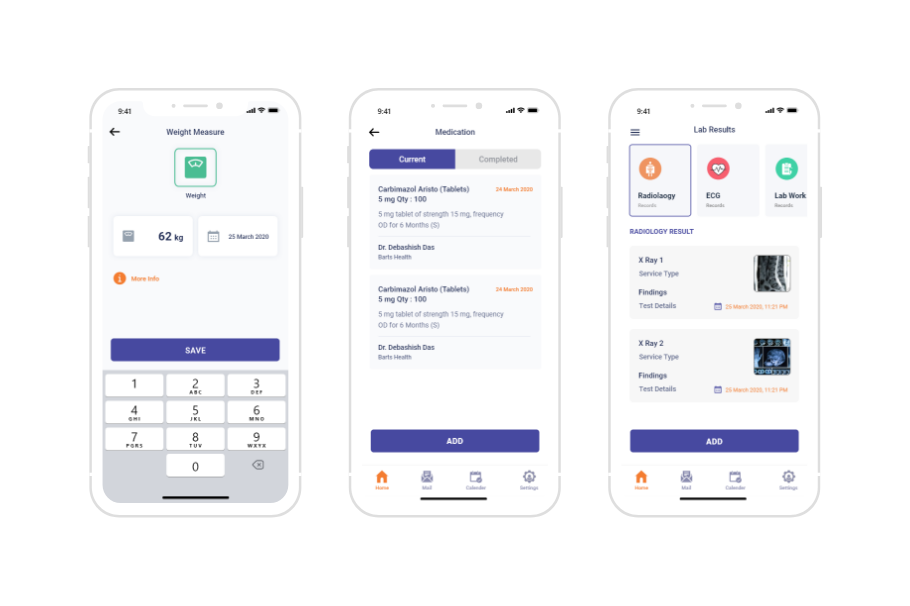 9:41
Weight Measure
Weight
62 kg
25 March 2020
More Info
SAVE
1
2
ABC
3
DEF
4
GHI
5
JKL
6
MNO
7
PGRS
8
TUV
9
WXYZ
0
9:41
Medication
Current
Completed
Carbimazol Aristo (Tablets)
24 March 2020
5 mg Qty : 100
5 mg tablet of strength 15 mg, frequency
OD for 6 Months (S)
Dr. Debashish Das
Barts Health
Carbimazol Aristo (Tablets)
24 March 2020
5 mg Qty : 100
5 mg tablet of strength 15 mg, frequency
OD for 6 Months (S)
Dr. Debashish Das
Barts Health
ADD
Home
Mail
Calender
Settings
9:41
Lab Results
Radiolaogy
Records
ECG
Records
Lab Work
Records
RADIOLOGY RESULT
X Ray 1
Service Type
Findings
Test Details
25 March 2020, 11:21 PM
X Ray 2
Service Type
Findings
Test Details
25 March 2020, 11:21 PM
ADD
Home
Mail
Calender
Settings